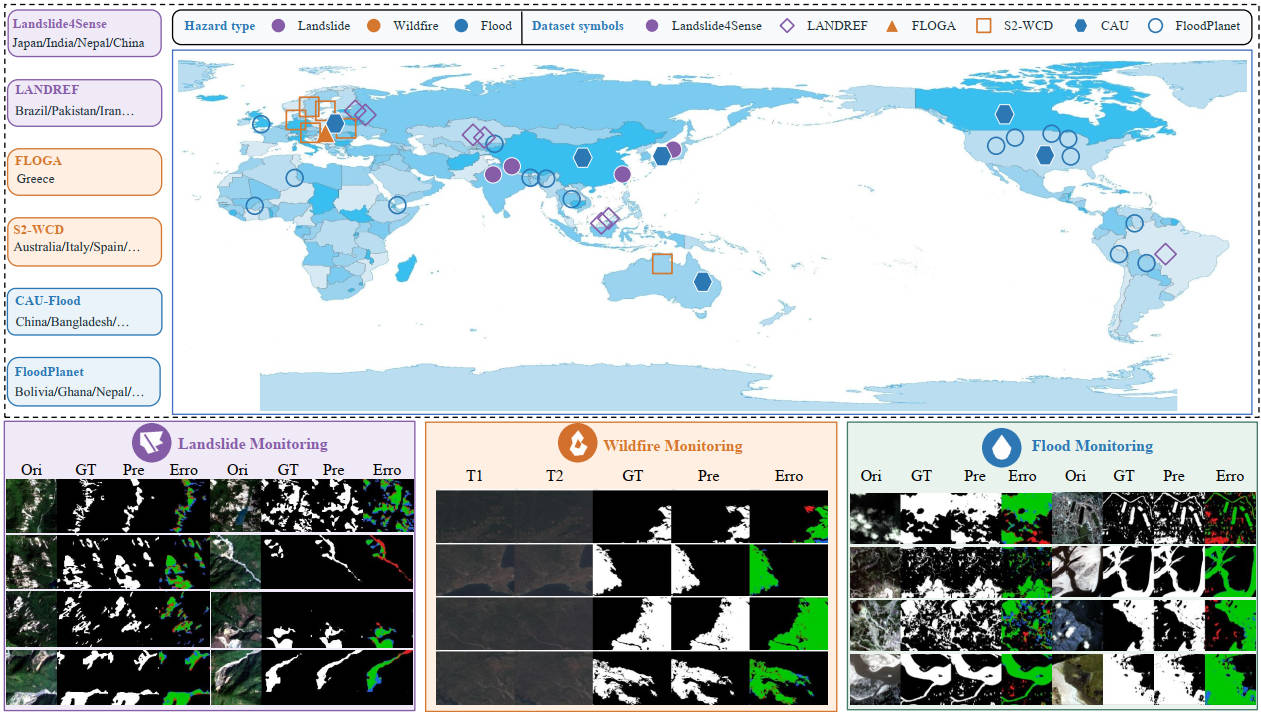 Landslide4Sense
Japan/India/Nepal/China
LANDREF
Brazil/Pakistan/Iran...
FLOGA
Greece
S2-WCD
Australia/Italy/Spain/...
CAU-Flood
China/Bangladesh/...
FloodPlanet
Bolivia/Ghana/Nepal/...
Hazard type Landslide Wildfire Flood Dataset symbols Landslide4Sense LANDREF FLOGA S2-WCD CAU FloodPlanet
Landslide Monitoring
Ori GT Pre Erro Ori GT Pre Erro
Wildfire Monitoring
T1 T2 GT Pre Erro
Flood Monitoring
Ori GT Pre Erro Ori GT Pre Erro